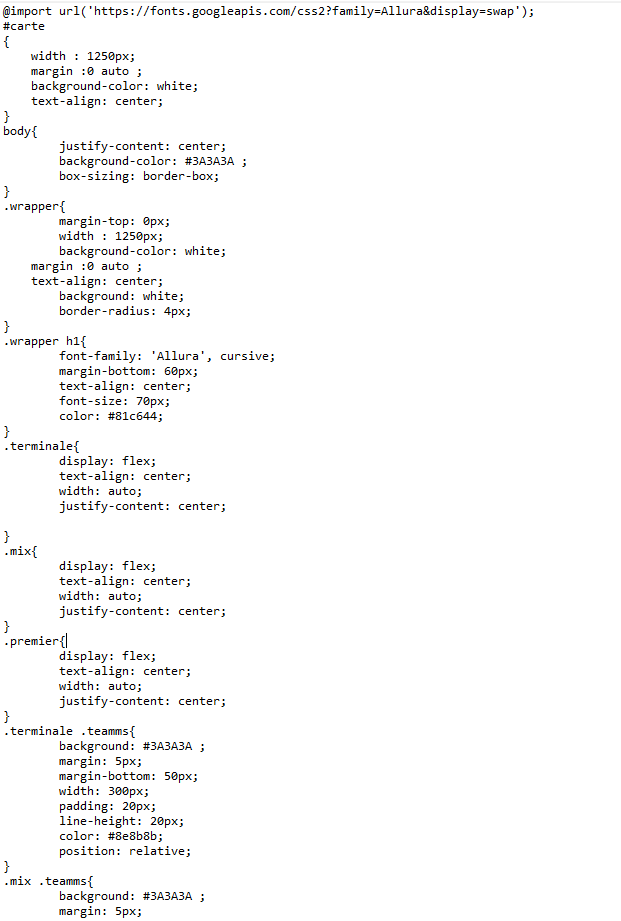 @import url('https://fonts.googleapis.com/css2?family=Allura&display=swap');
#carte
{
    width : 1250px;
    margin :0 auto ;
    background-color: white;
    text-align: center;
}
body{
        justify-content: center;
        background-color: #3A3A3A ;
        box-sizing: border-box;
}
.wrapper{
        margin-top: 0px;
        width : 1250px;
        background-color: white;
    margin :0 auto ;
    text-align: center;
        background: white;
        border-radius: 4px;
}
.wrapper h1{
        font-family: 'Allura', cursive;
        margin-bottom: 60px;
        text-align: center;
        font-size: 70px;
        color: #81c644;
}
.terminale{
        display: flex;
        text-align: center;
        width: auto;
        justify-content: center;

}
.mix{
        display: flex;
        text-align: center;
        width: auto;
        justify-content: center;
}
.premier{
        display: flex;
        text-align: center;
        width: auto;
        justify-content: center;
}
.terminale .teamms{
        background: #3A3A3A ;
        margin: 5px;
        margin-bottom: 50px;
        width: 300px;
        padding: 20px;
        line-height: 20px;
        color: #8e8b8b;
        position: relative;
}
.mix .teamms{
        background: #3A3A3A ;
        margin: 5px;